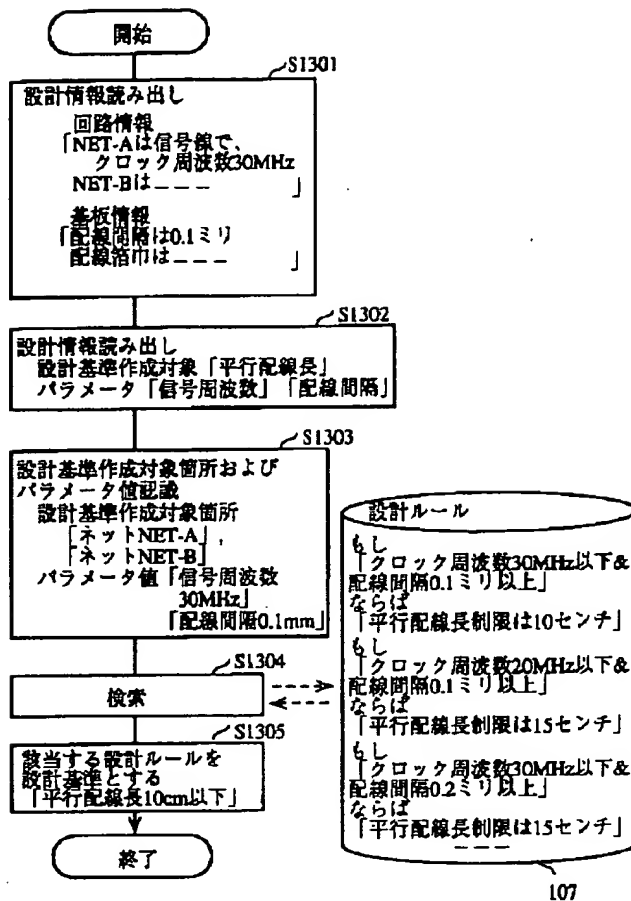 開始
S1301
設計情報読み出し
回路情報
「NET-Aは信号線で、
クロック周波数30MHz
NET-Bは___ 」
基板情報
「配線間隔は0.1ミリ
配線箔巾は___ 」
S1302
設計情報読み出し
設計基準作成対象「平行配線長」
パラメータ「信号周波数」「配線間隔」
S1303
設計基準作成対象箇所および
パラメータ値認識
設計基準作成対象箇所
「ネットNET-A」,
「ネットNET-B」
パラメータ値「信号周波数
30MHz」
「配線間隔0.1mm」
S1304
検索
S1305
該当する設計ルールを
設計基準とする
「平行配線長10cm以下」
終了
設計ルール
もし
「クロック周波数30MHz以下&
配線間隔0.1ミリ以上」
ならば
「平行配線長制限は10センチ」
もし
「クロック周波数20MHz以下&
配線間隔0.1ミリ以上」
ならば
「平行配線長制限は15センチ」
もし
「クロック周波数30MHz以下&
配線間隔0.2ミリ以上」
ならば
「平行配線長制限は15センチ」
___
107